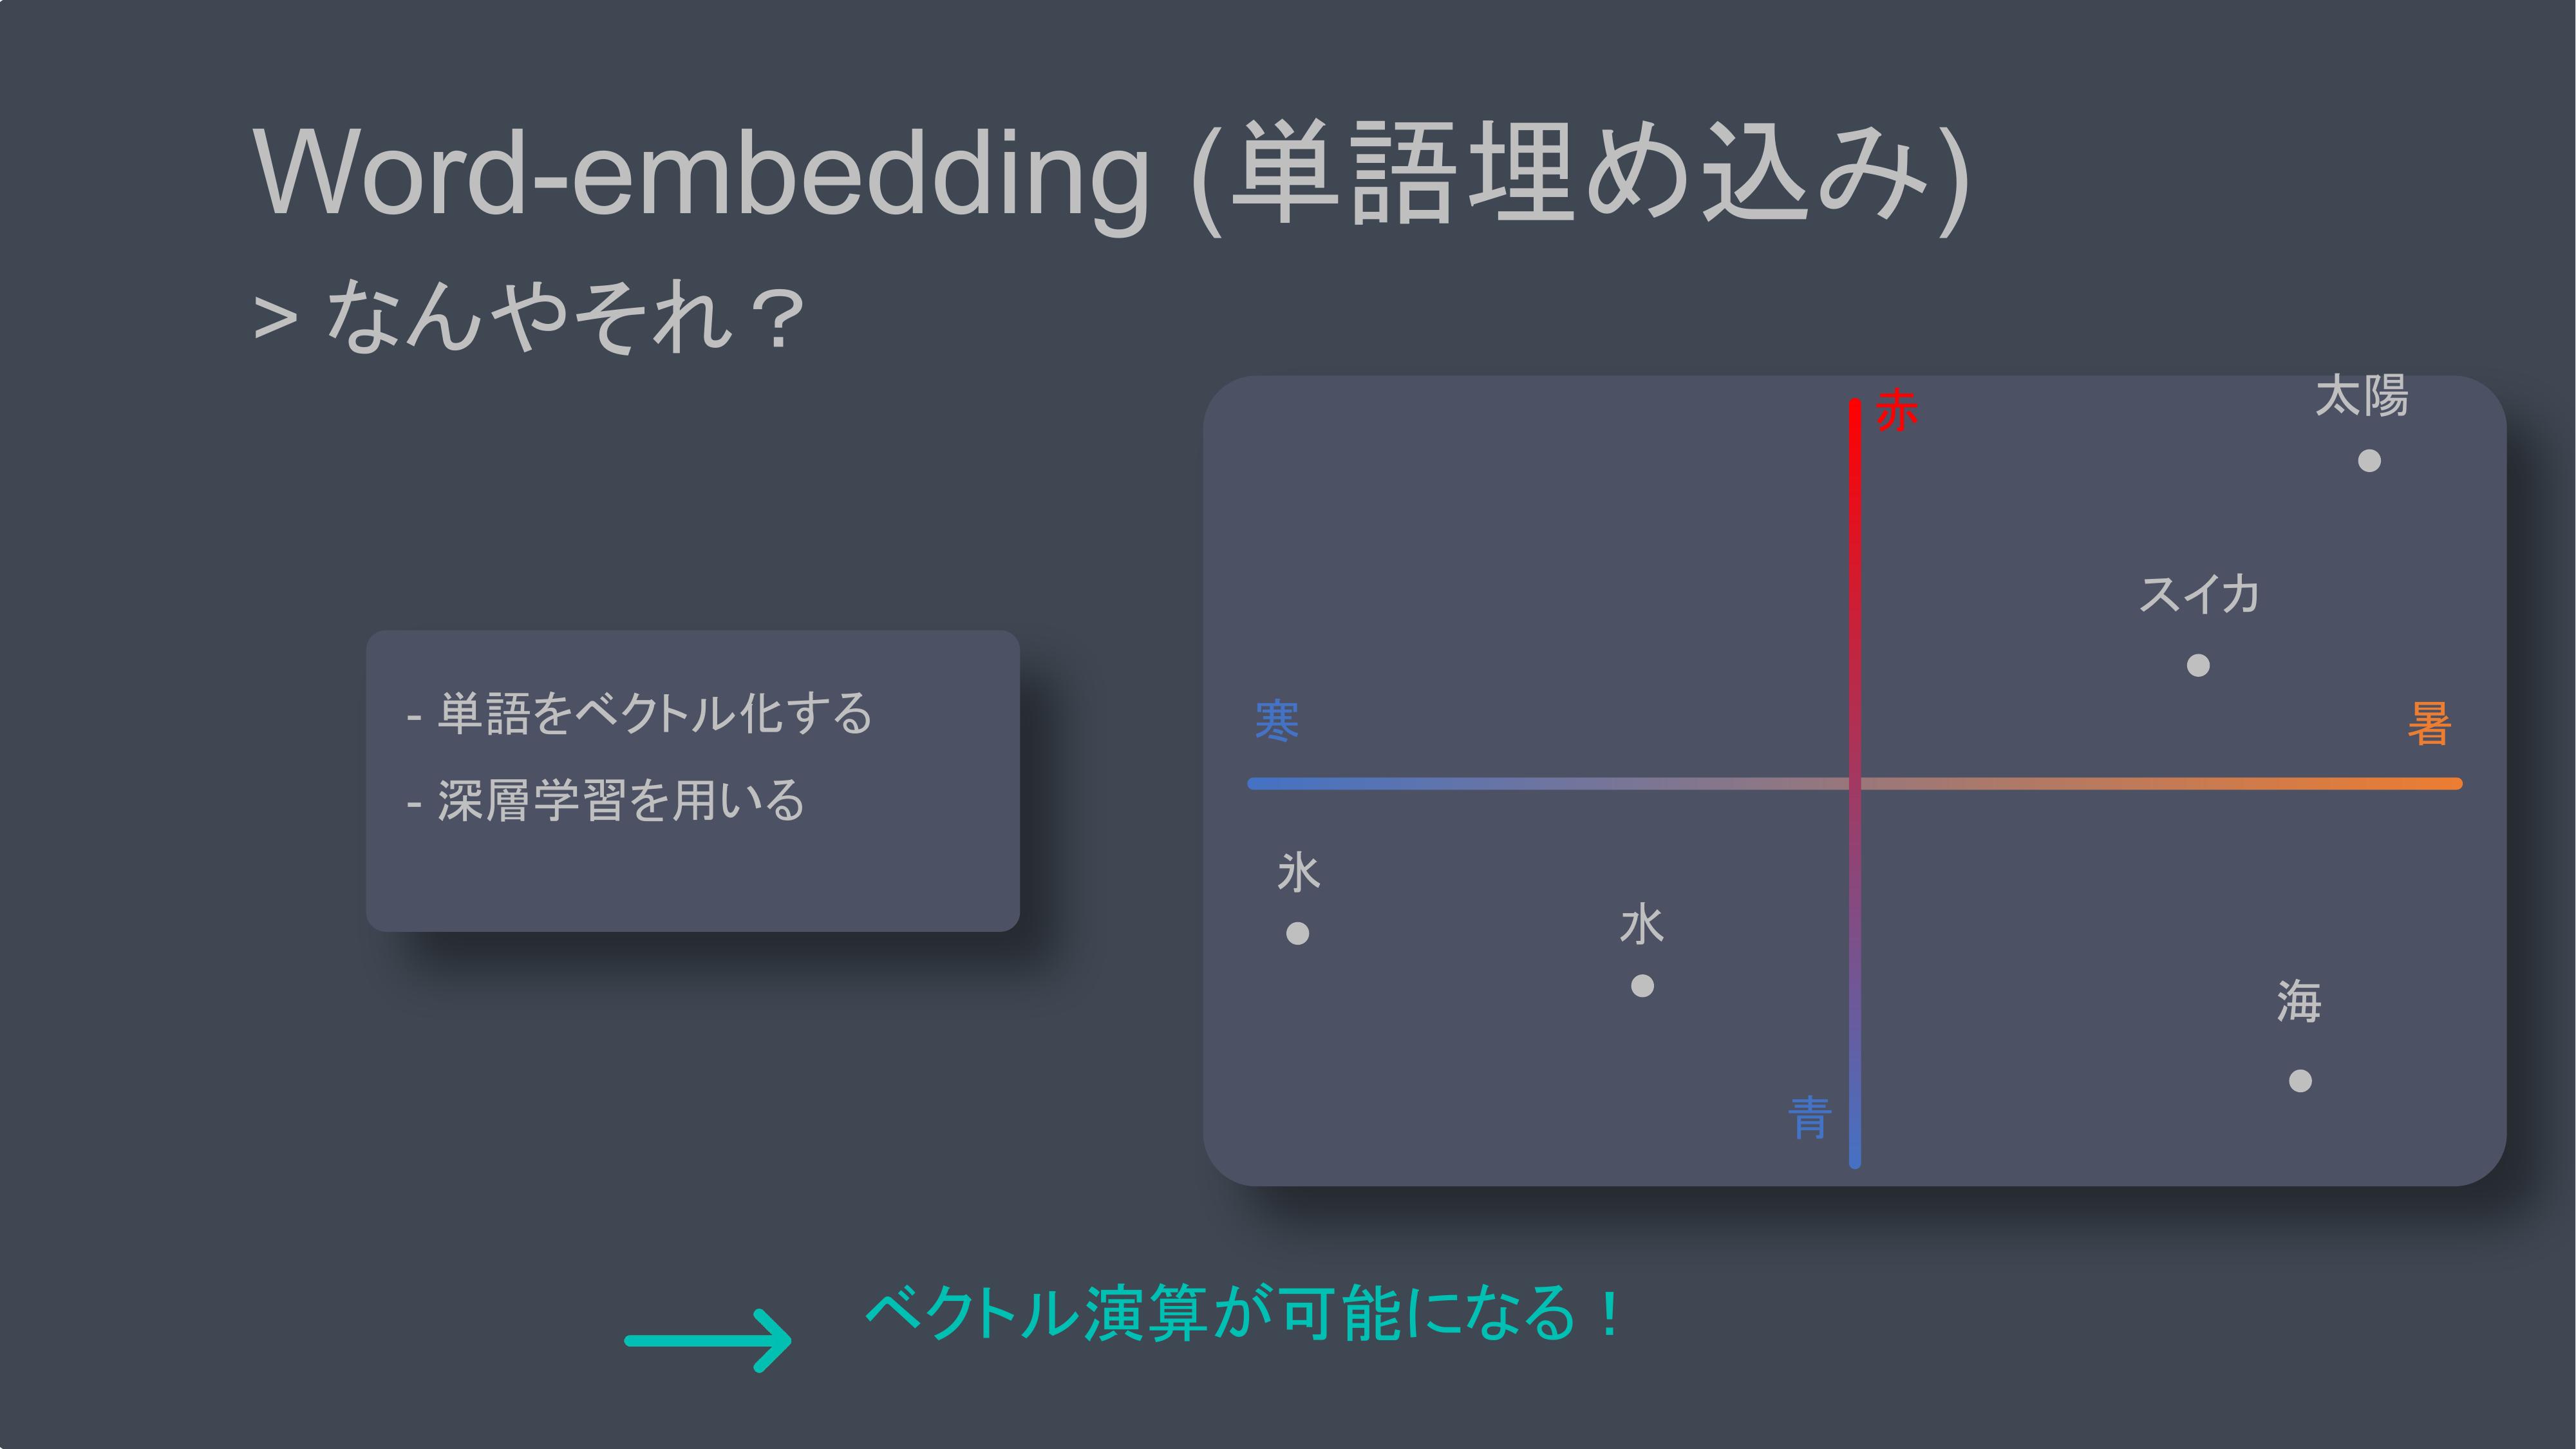 Word-embedding (単語埋め込み)
> なんやそれ？
- 単語をベクトル化する
- 深層学習を用いる
太陽
赤
スイカ
寒
暑
氷
水
海
青
ベクトル演算が可能になる！